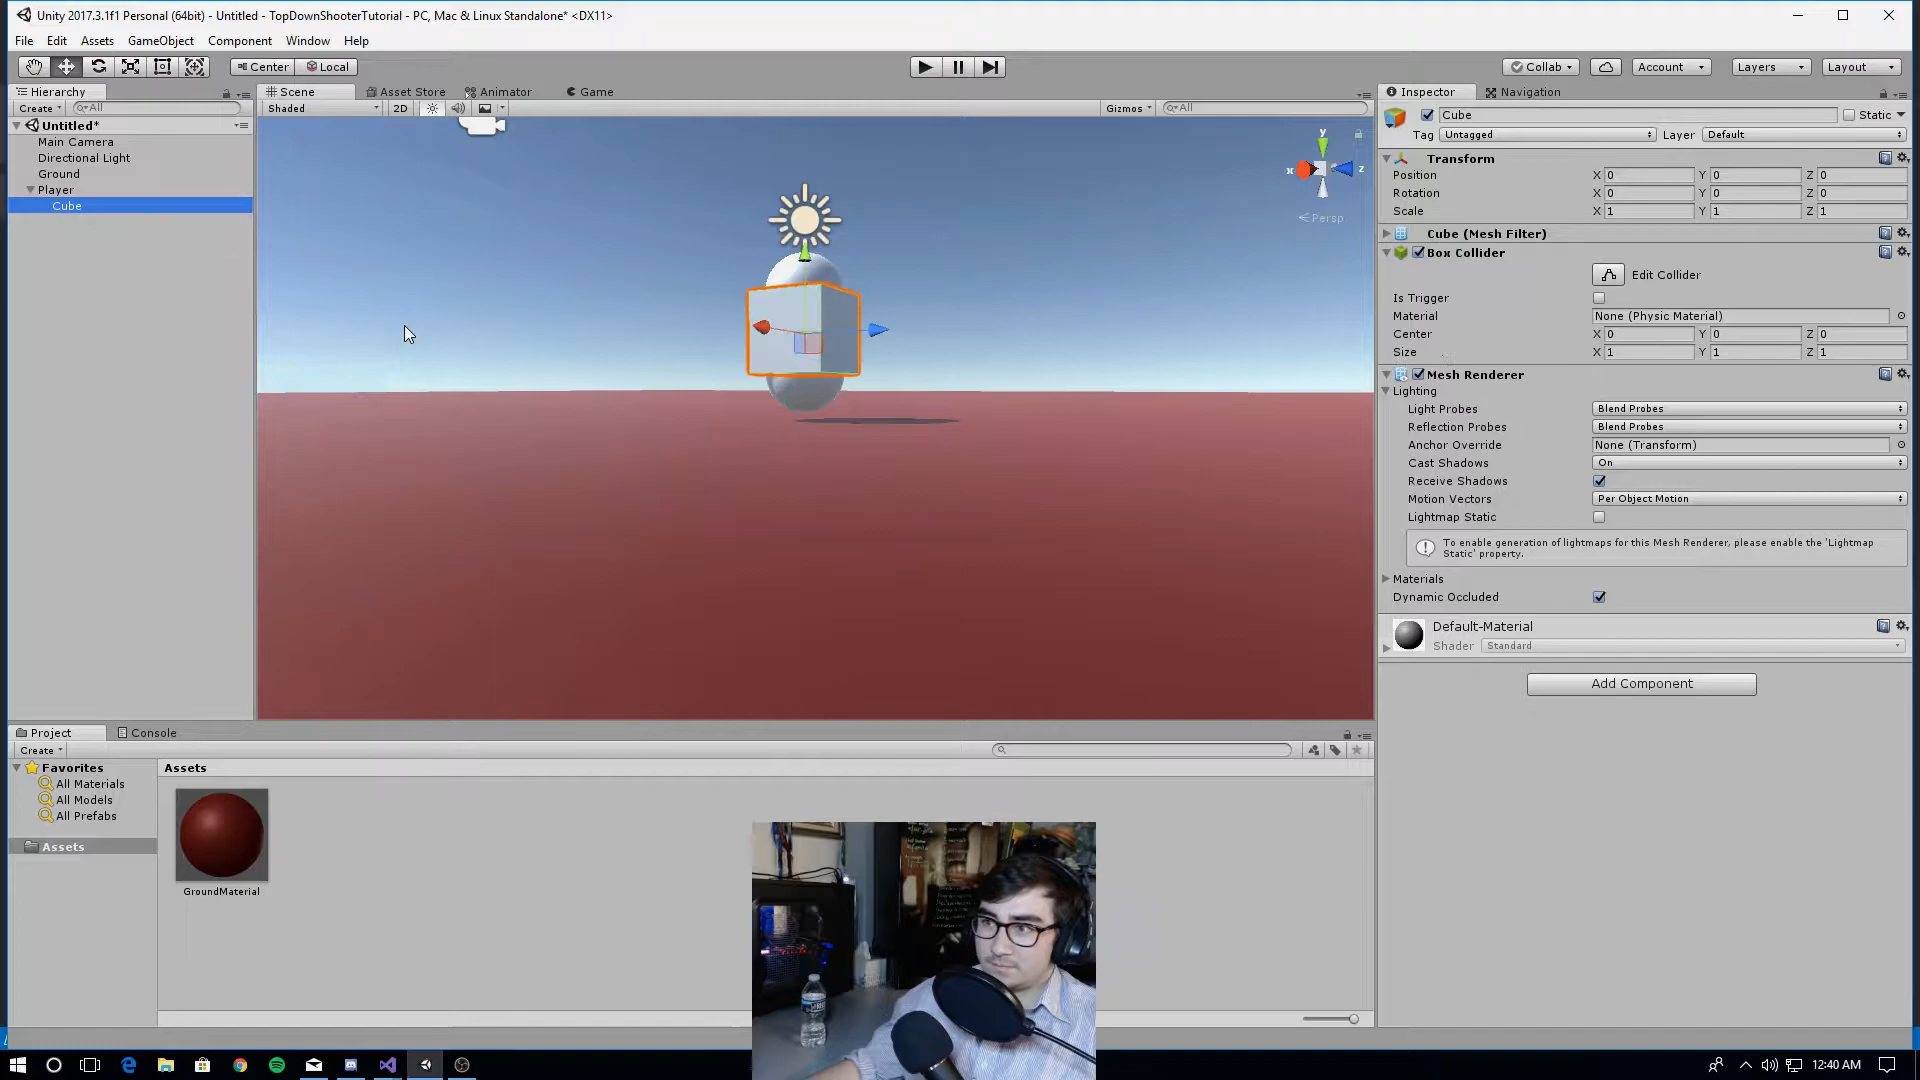 Unity 2017.3.1f1 Personal (64bit) - Untitled - TopDownShooterTutorial - PC, Mac & Linux Standalone* <DX11>
File Edit Assets GameObject Component Window Help
Center Local Collab Account Layers Layout
Hierarchy Scene Asset Store Animator Game Inspector Navigation
Create All Shaded 2D Gizmos All
Cube Static
Tag Untagged Layer Default
Untitled*
Main Camera
Directional Light
Ground
Player
Cube
y
x z
Persp
Transform
Position X 0 Y 0 Z 0
Rotation X 0 Y 0 Z 0
Scale X 1 Y 1 Z 1
Cube (Mesh Filter)
Box Collider
Edit Collider
Is Trigger
Material None (Physic Material)
Center X 0 Y 0 Z 0
Size X 1 Y 1 Z 1
Mesh Renderer
Lighting
Light Probes Blend Probes
Reflection Probes Blend Probes
Anchor Override None (Transform)
Cast Shadows On
Receive Shadows
Motion Vectors Per Object Motion
Lightmap Static
To enable generation of lightmaps for this Mesh Renderer, please enable the 'Lightmap
Static' property.
Materials
Dynamic Occluded
Default-Material
Shader Standard
Add Component
Project Console
Create
Favorites
All Materials
All Models
All Prefabs
Assets
Assets
GroundMaterial
12:40 AM